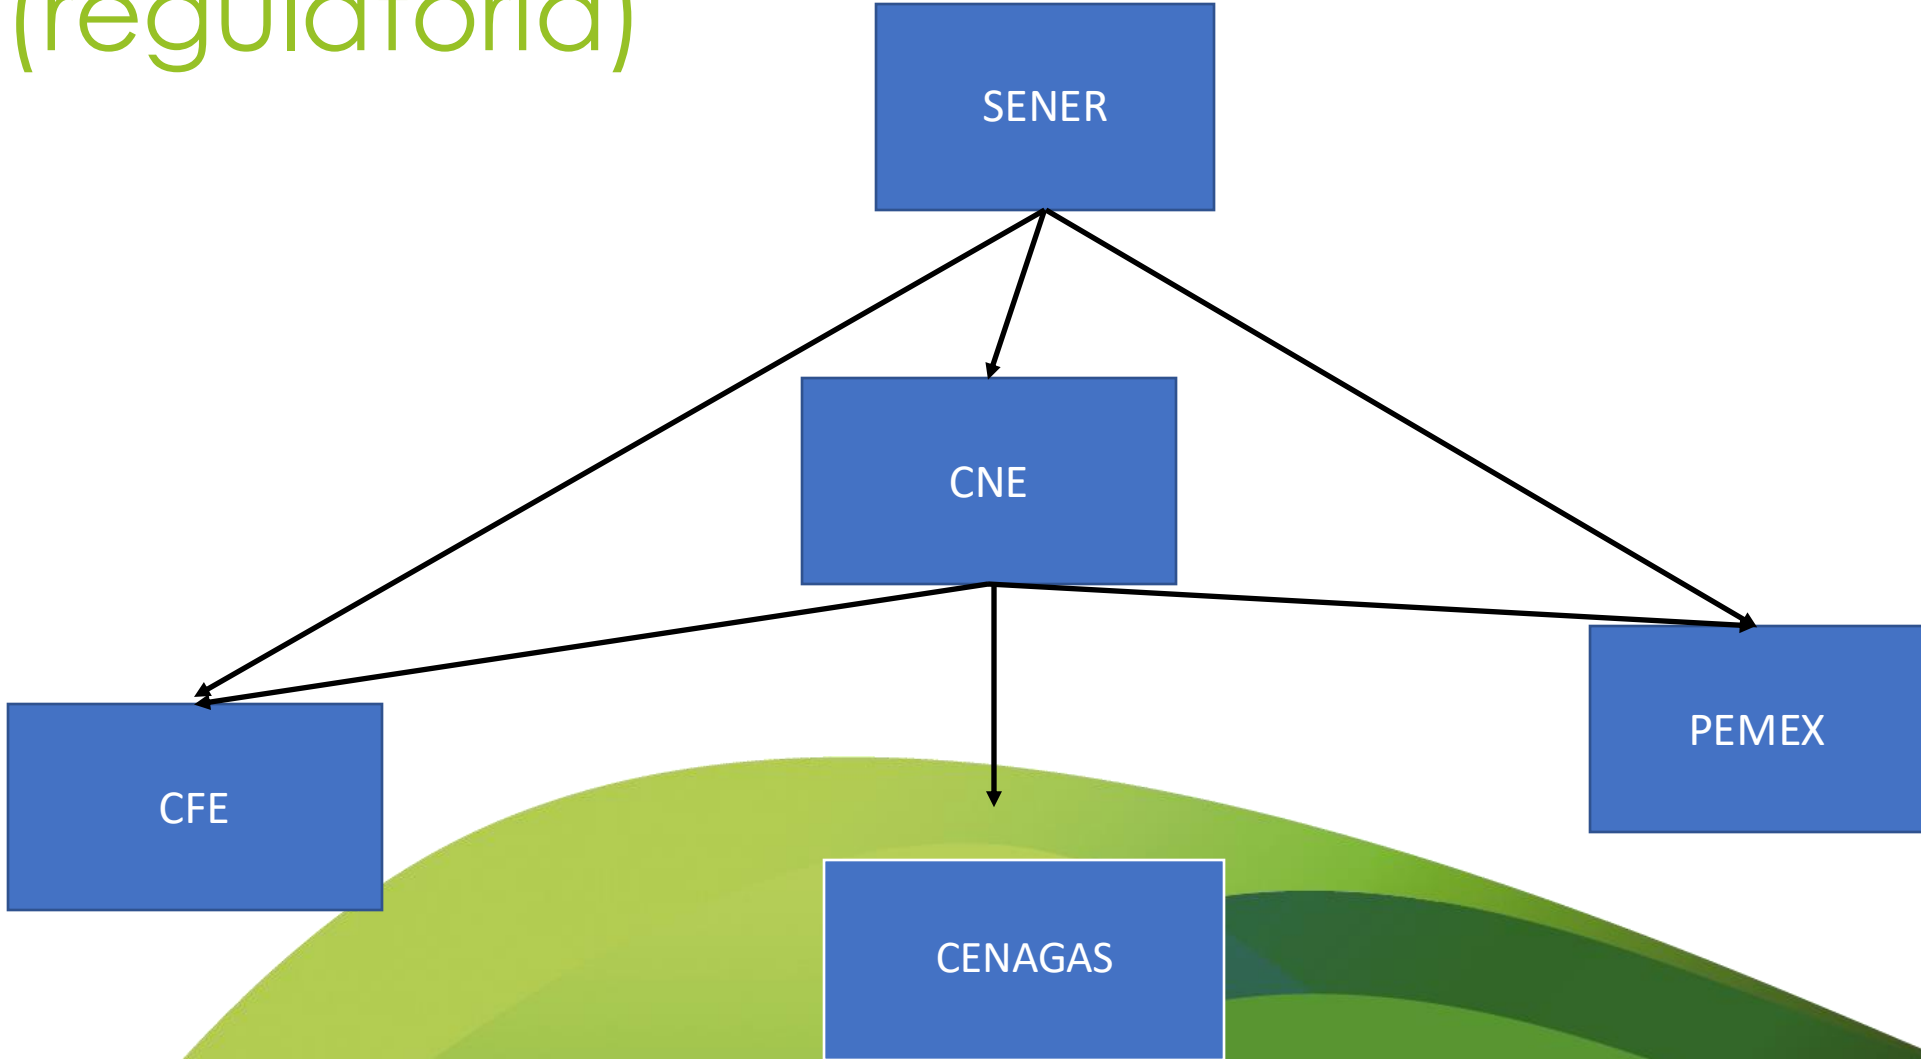 (regulatoria)
SENER
CNE
PEMEX
CFE
CENAGAS